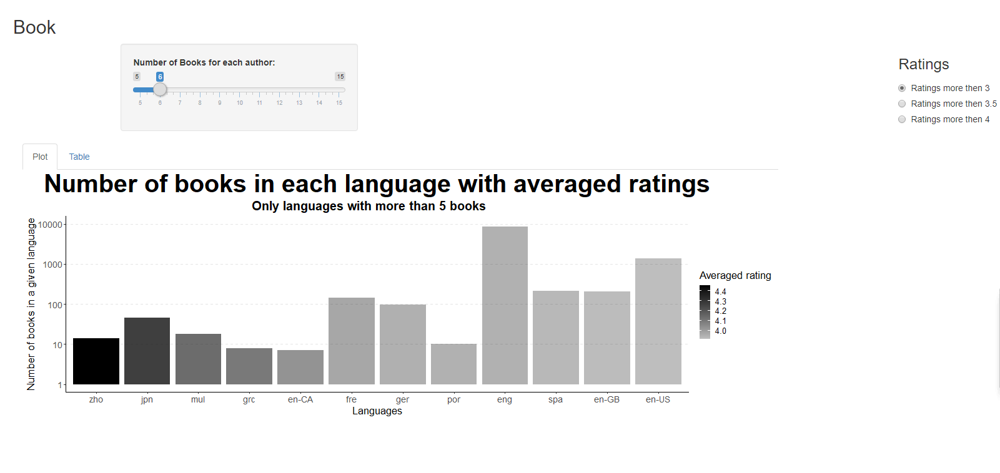 Book
Number of Books for each author:
5 6 15
5 6 7 8 9 10 11 12 13 14 15
Ratings
Ratings more then 3
Ratings more then 3.5
Ratings more then 4
Plot Table
Number of books in each language with averaged ratings
Only languages with more than 5 books
Number of books in a given language
10000
1000
100
10
1
zho jpn mul grc en-CA fre ger por eng spa en-GB en-US
Languages
Averaged rating
4.4
4.3
4.2
4.1
4.0